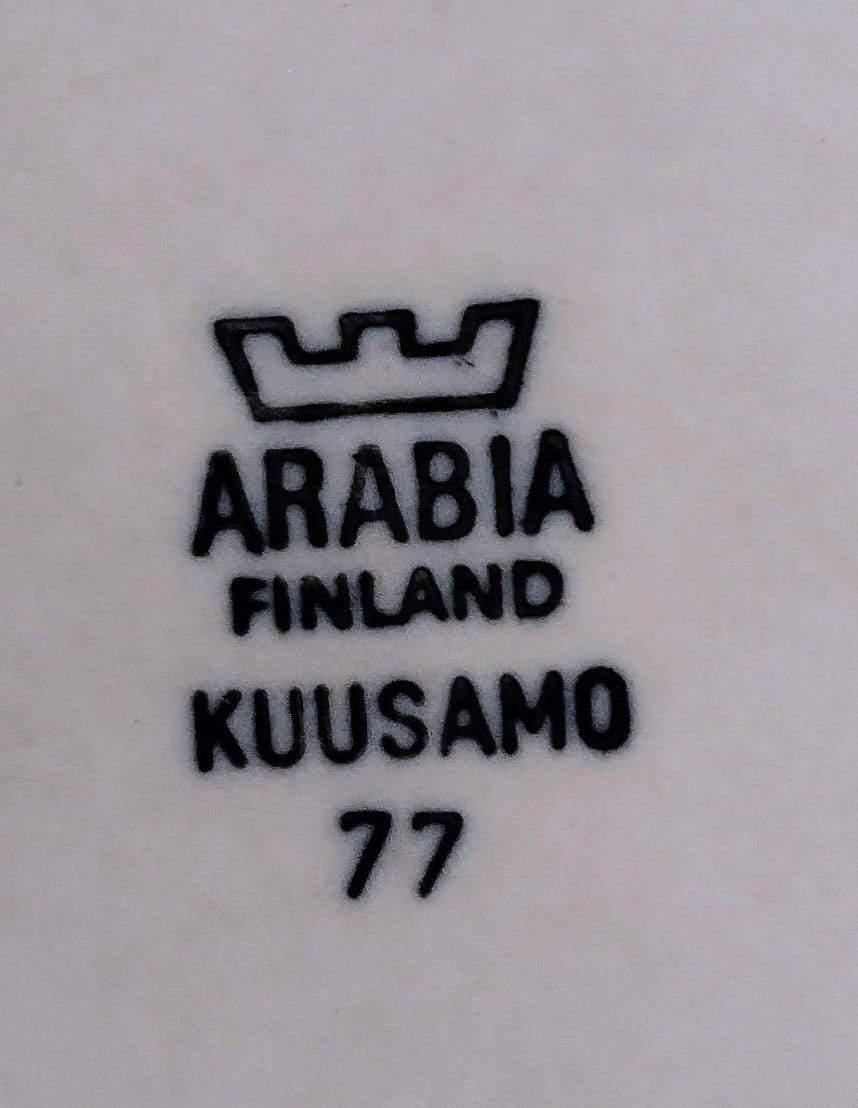 ARABIA
FINLAND
KUUSAMO
77